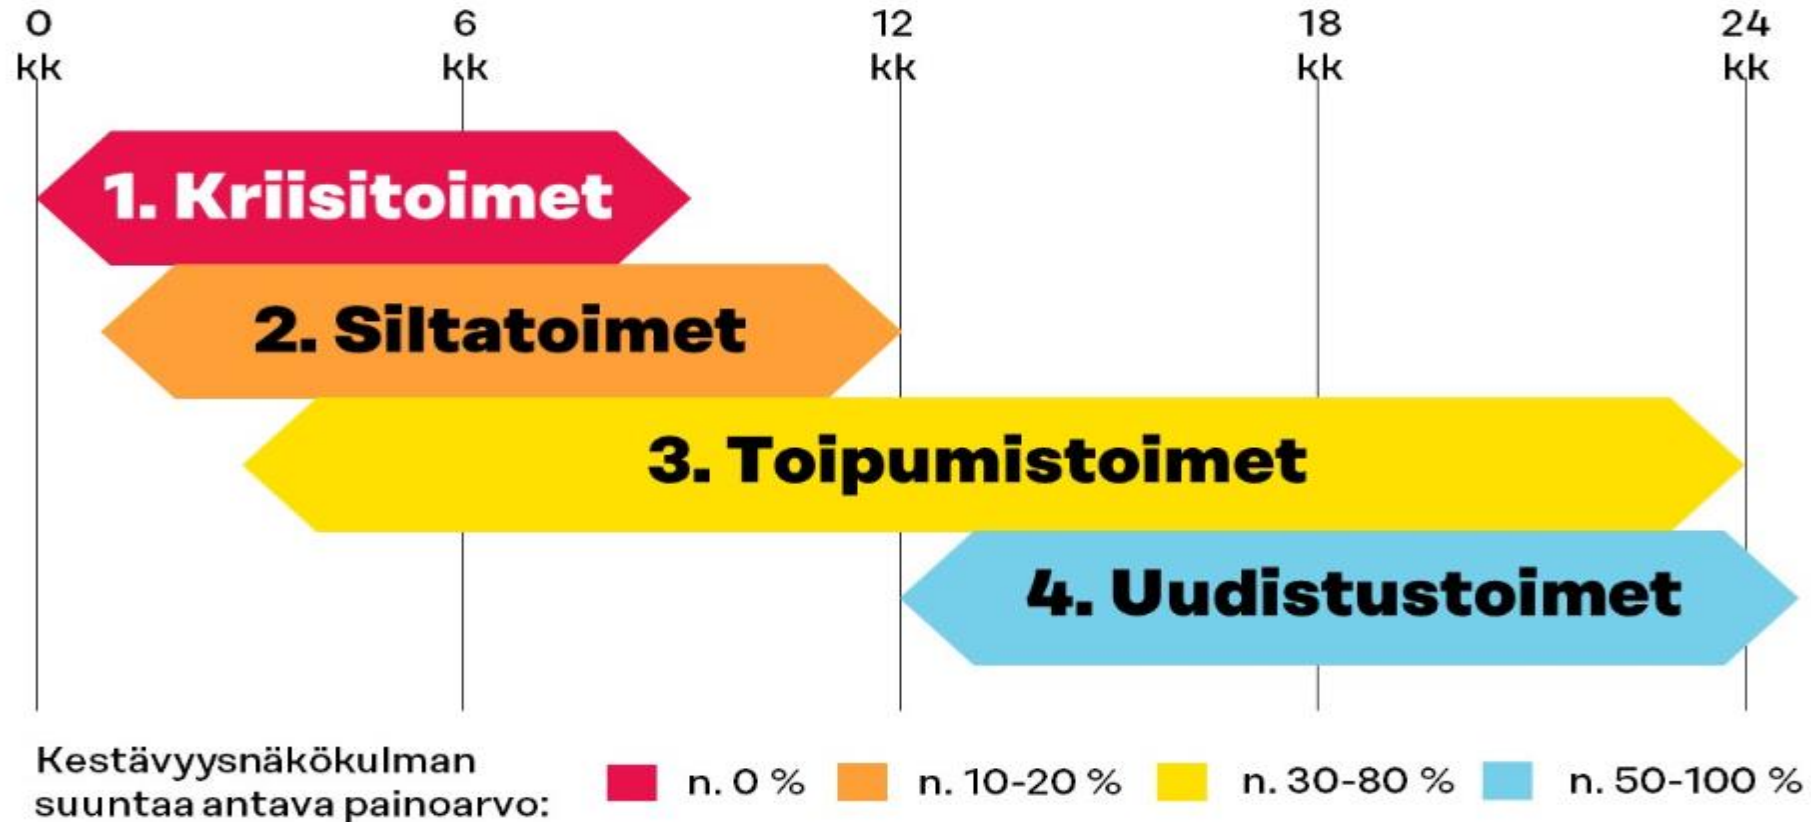 0 6 12 18 24
kk kk kk kk kk
1. Kriisitoimet
2. Siltatoimet
3. Toipumistoimet
4. Uudistustoimet
Kestävyysnäkökulman
suuntaa antava painoarvo:
n. 0 % n. 10-20 % n. 30-80 % n. 50-100 %